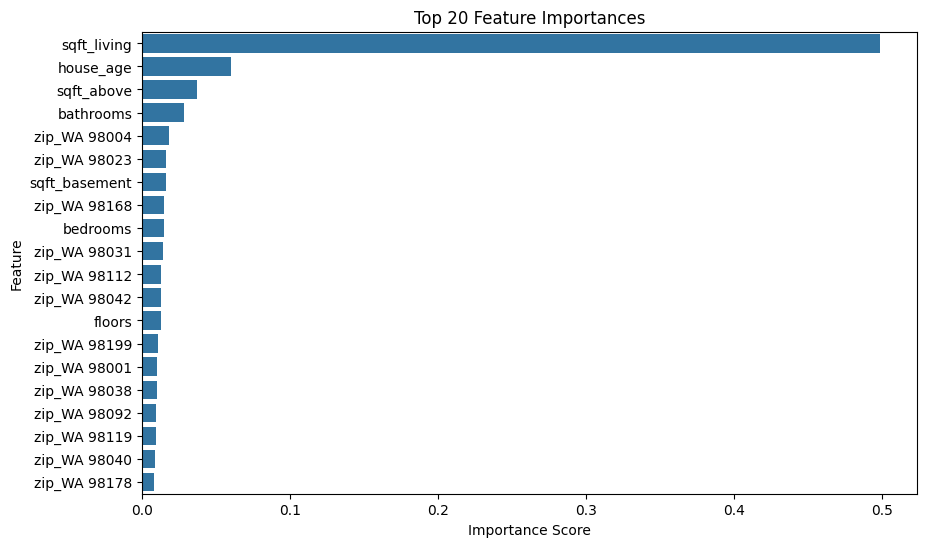 Top 20 Feature Importances
sqft_living
house_age
sqft_above
bathrooms
zip_WA 98004
zip_WA 98023
sqft_basement
zip_WA 98168
bedrooms
zip_WA 98031
zip_WA 98112
zip_WA 98042
floors
zip_WA 98199
zip_WA 98001
zip_WA 98038
zip_WA 98092
zip_WA 98119
zip_WA 98040
zip_WA 98178
Feature
0.0 0.1 0.2 0.3 0.4 0.5
Importance Score